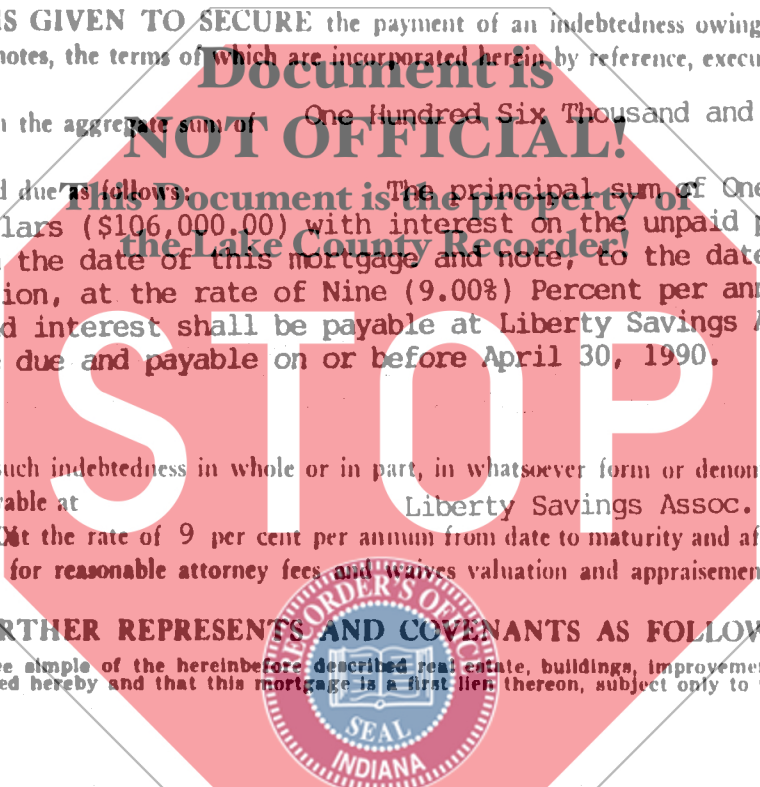 S GIVEN TO SECURE the payment of an indebtedness owing
notes, the terms of which are incorporated herein by reference, execu
Document is
the aggregate sum of One Hundred Six Thousand and
NOT OFFICIAL!
d due as follows: The principal sum of One
This Document is the property of
lars ($106,000.00) with interest on the unpaid p
the Lake County Recorder!
the date of this mortgage and note, to the date
ion, at the rate of Nine (9.00%) Percent per ann
d interest shall be payable at Liberty Savings A
due and payable on or before April 30, 1990.
STOP
such indebtedness in whole or in part, in whatsoever form or denom
able at Liberty Savings Assoc.
at the rate of 9 per cent per annum from date to maturity and af
for reasonable attorney fees and waives valuation and appraisemen
RTHER REPRESENTS AND COVENANTS AS FOLLOW
ee simple of the hereinbefore described real estate, buildings, improveme
ed hereby and that this mortgage is a first lien thereon, subject only to
RECORDER'S OFFICE
SEAL
INDIANA